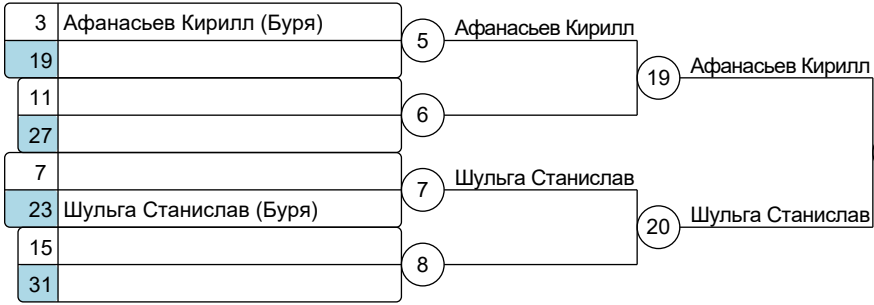 3 Афанасьев Кирилл (Буря)
19
11
27
7
23 Шульга Станислав (Буря)
15
31
5 Афанасьев Кирилл
6
7 Шульга Станислав
8
19 Афанасьев Кирилл
20 Шульга Станислав